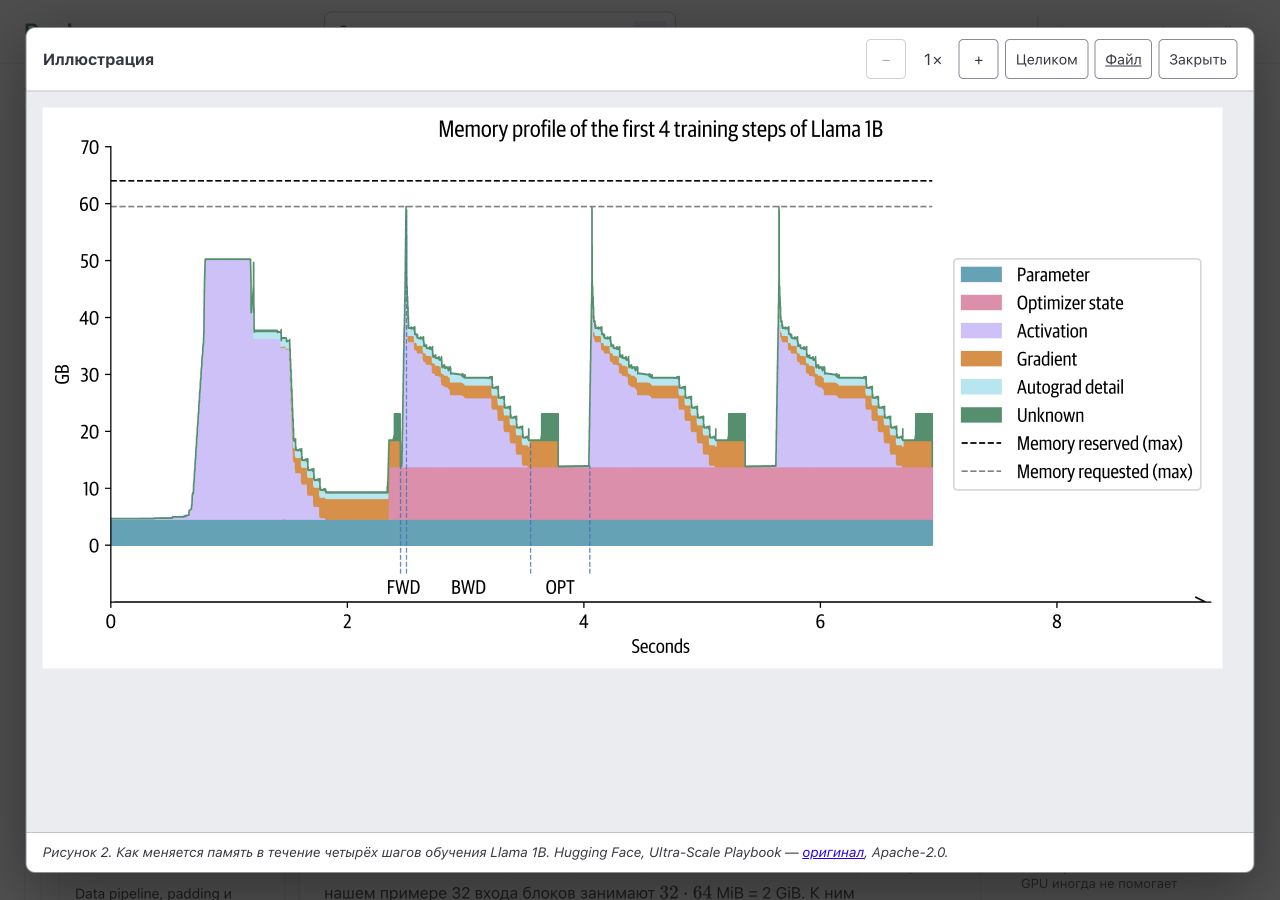 Иллюстрация
− 1× + Целиком Файл Закрыть
Memory profile of the first 4 training steps of Llama 1B
70
60
50
40
30
20
10
0
GB
Parameter
Optimizer state
Activation
Gradient
Autograd detail
Unknown
Memory reserved (max)
Memory requested (max)
FWD BWD OPT
0 2 4 6 8
Seconds
Рисунок 2. Как меняется память в течение четырёх шагов обучения Llama 1B. Hugging Face, Ultra-Scale Playbook — оригинал, Apache-2.0.
Data pipeline, padding и
нашем примере 32 входа блоков занимают 32 · 64 MiB = 2 GiB. К ним
GPU иногда не помогает